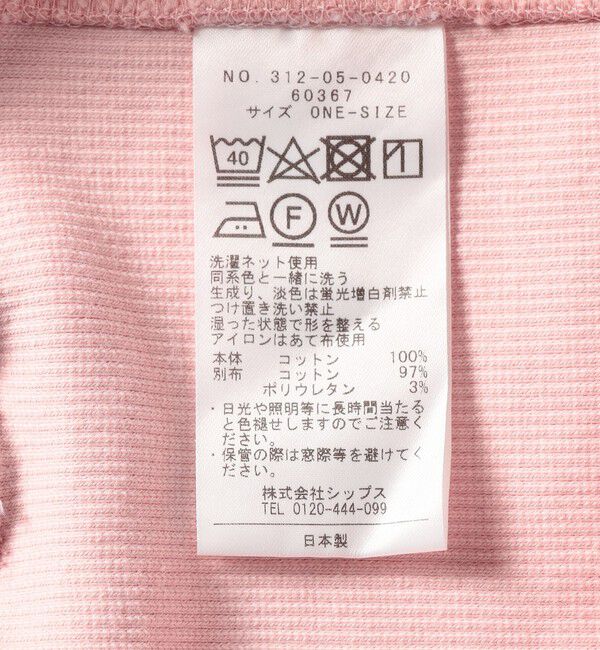 NO. 312-05-0420
60367
サイズ ONE-SIZE
40
F W
洗濯ネット使用
同系色と一緒に洗う
生成り、淡色は蛍光増白剤禁止
つけ置き洗い禁止
湿った状態で形を整える
アイロンはあて布使用
本体 コットン 100%
別布 コットン 97%
ポリウレタン 3%
・日光や照明等に長時間当たる
と色褪せしますのでご注意く
ださい。
・保管の際は窓際等を避けてく
ださい。
株式会社シップス
TEL 0120-444-099
日本製